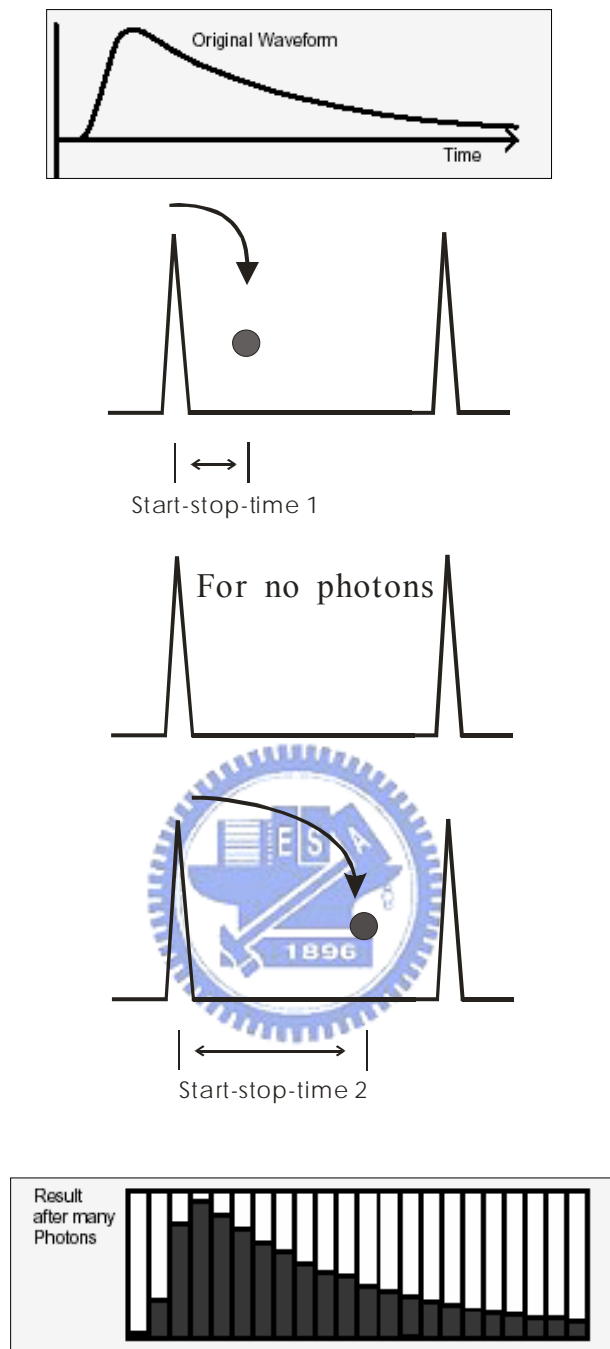 Original Waveform
Time
Start-stop-time 1
For no photons
ESA
1896
Start-stop-time 2
Result
after many
Photons